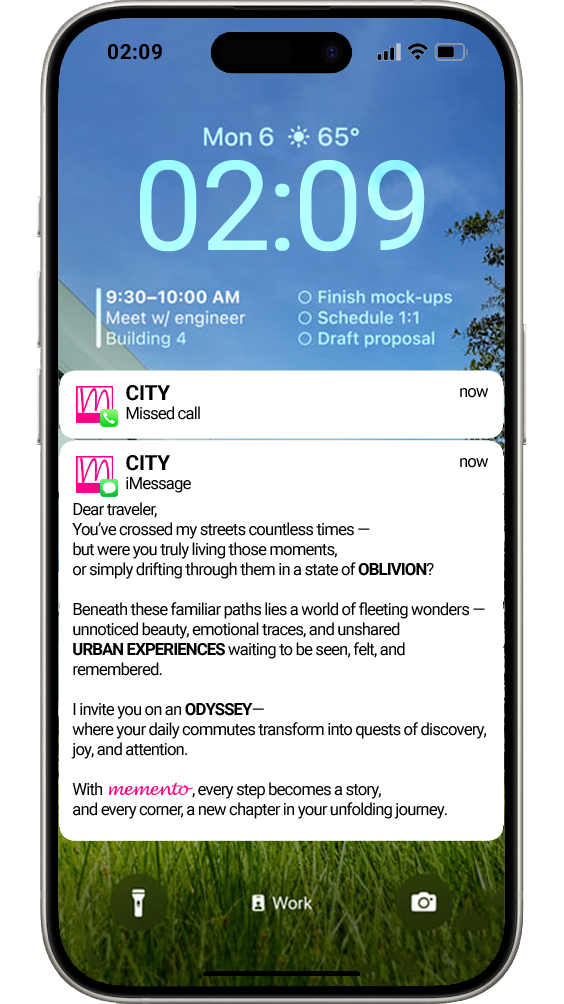 02:09
Mon 6 65°
02:09
9:30–10:00 AM
Meet w/ engineer
Building 4
Finish mock-ups
Schedule 1:1
Draft proposal
CITY
now
Missed call
CITY
now
iMessage
Dear traveler,
You’ve crossed my streets countless times —
but were you truly living those moments,
or simply drifting through them in a state of OBLIVION?
Beneath these familiar paths lies a world of fleeting wonders —
unnoticed beauty, emotional traces, and unshared
URBAN EXPERIENCES waiting to be seen, felt, and
remembered.
I invite you on an ODYSSEY—
where your daily commutes transform into quests of discovery,
joy, and attention.
With memento, every step becomes a story,
and every corner, a new chapter in your unfolding journey.
Work